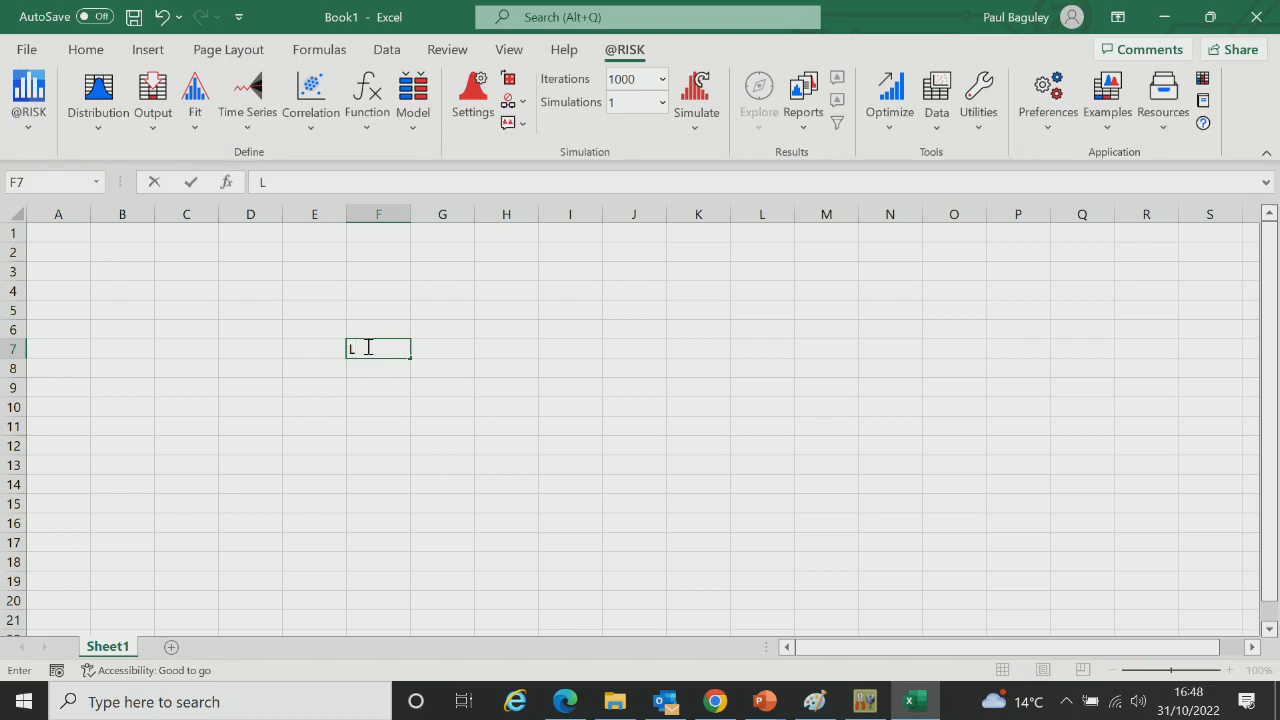 AutoSave Off Book1 - Excel Search (Alt+Q) Paul Baguley
File Home Insert Page Layout Formulas Data Review View Help @RISK Comments Share
Iterations 1000
Simulations 1
@RISK Distribution Output Fit Time Series Correlation Function Model Settings Simulate Explore Reports Optimize Data Utilities Preferences Examples Resources
Define Simulation Results Tools Application
F7 fx L
A B C D E F G H I J K L M N O P Q R S
1
2
3
4
5
6
7 L
8
9
10
11
12
13
14
15
16
17
18
19
20
21
Sheet1
Enter Accessibility: Good to go 100%
Type here to search 14°C 16:48
31/10/2022